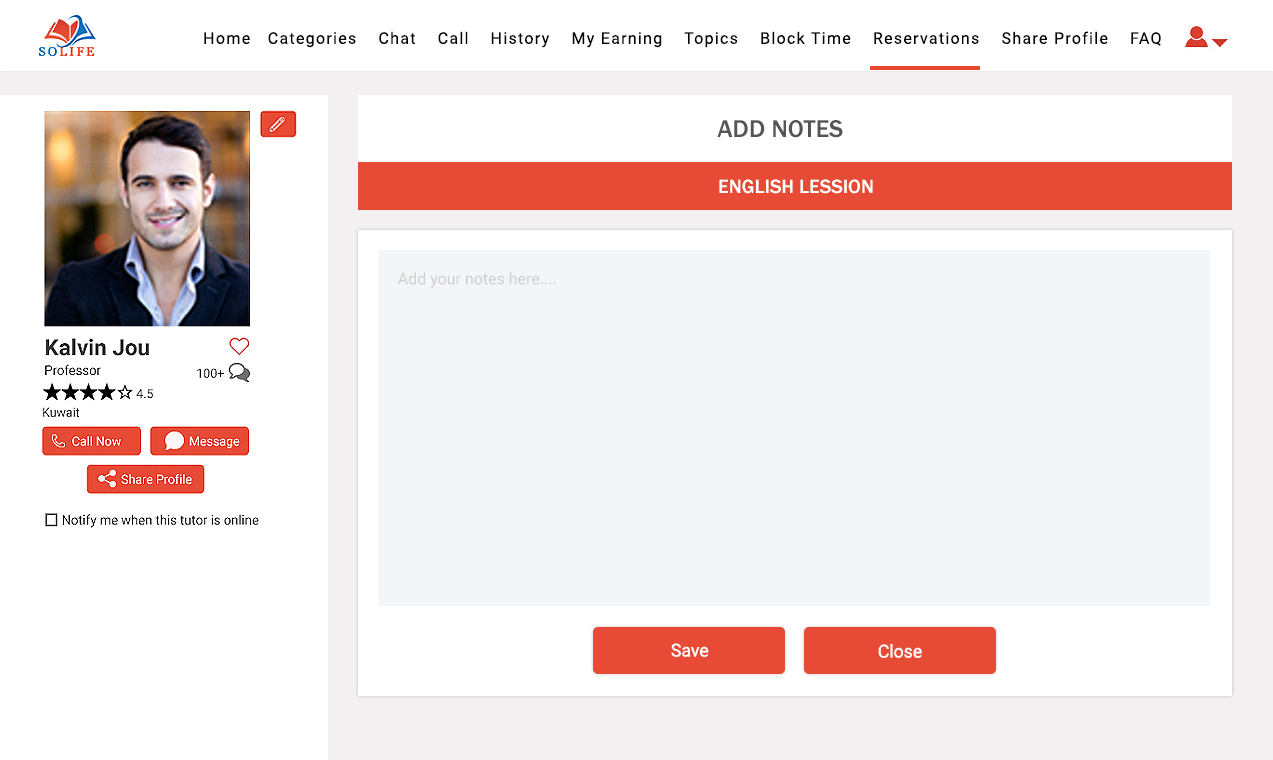 SOLIFE
Home Categories Chat Call History My Earning Topics Block Time Reservations Share Profile FAQ
Kalvin Jou
Professor
100+
4.5
Kuwait
Call Now
Message
Share Profile
Notify me when this tutor is online
ADD NOTES
ENGLISH LESSION
Add your notes here....
Save
Close